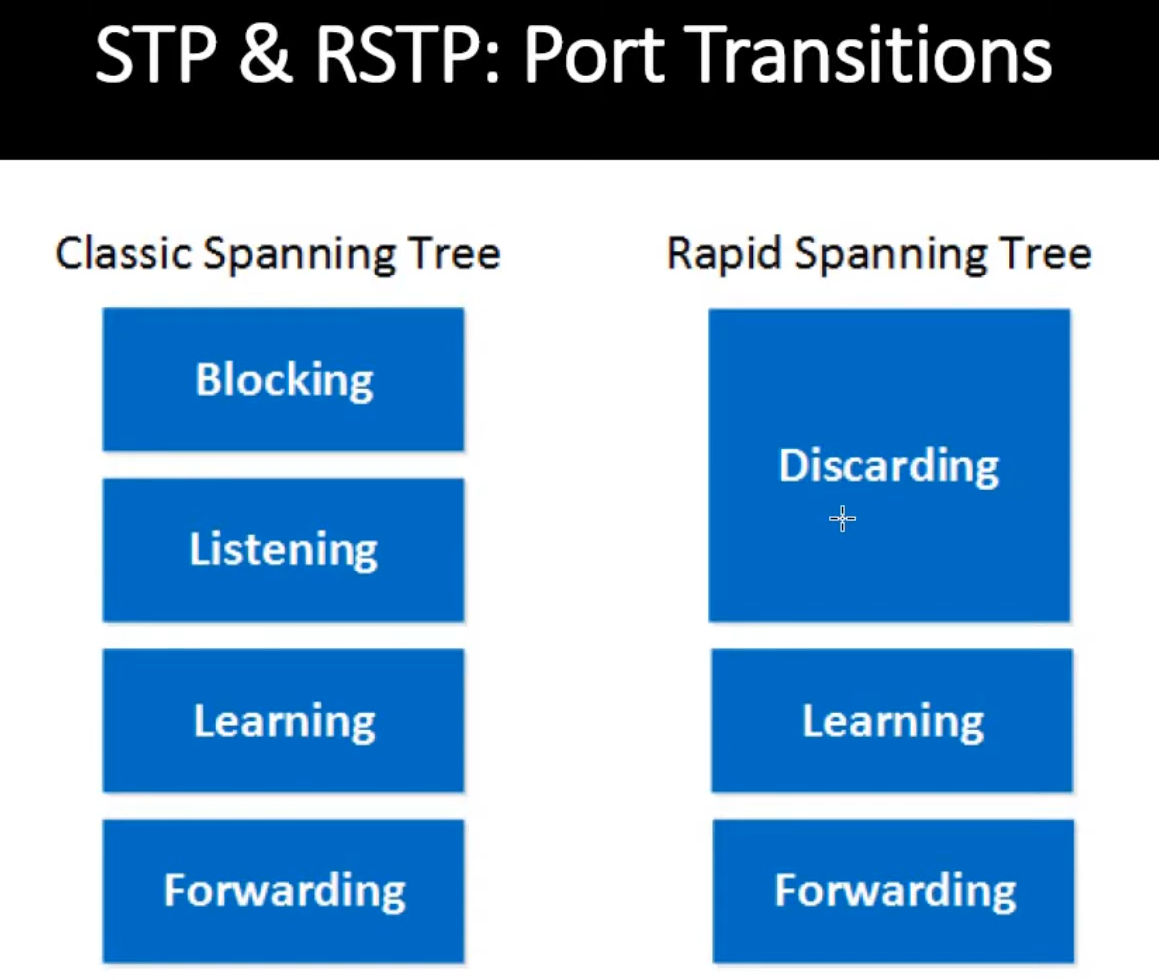 STP & RSTP: Port Transitions
Classic Spanning Tree
Blocking
Listening
Learning
Forwarding
Rapid Spanning Tree
Discarding
Learning
Forwarding